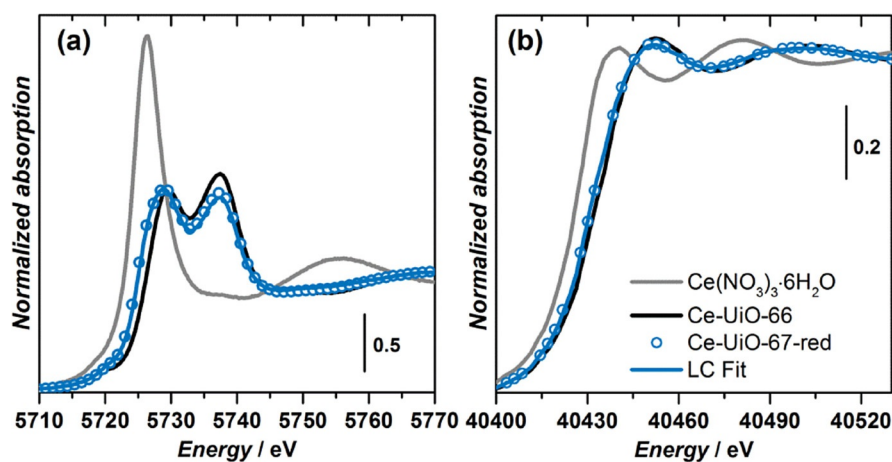 (a)
Normalized absorption
0.5
5710 5720 5730 5740 5750 5760 5770
Energy / eV
(b)
Normalized absorption
0.2
Ce(NO₃)₃·6H₂O
Ce-UiO-66
Ce-UiO-67-red
LC Fit
40400 40430 40460 40490 40520
Energy / eV